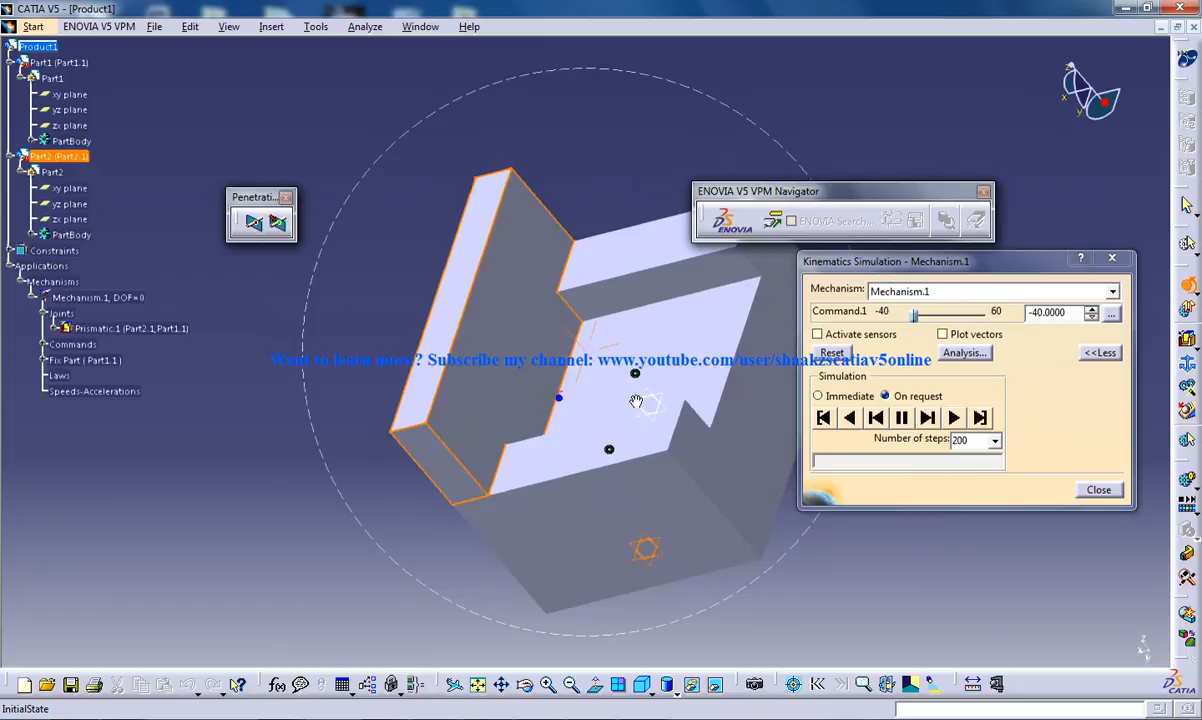 CATIA V5 - [Product1]
Start ENOVIA V5 VPM File Edit View Insert Tools Analyze Window Help
Product1
Part1 (Part1.1)
Part1
xy plane
yz plane
zx plane
PartBody
Part2 (Part2.1)
Part2
xy plane
yz plane
zx plane
PartBody
Constraints
Applications
Mechanisms
Mechanism.1, DOF=0
Joints
Prismatic.1 (Part2.1,Part1.1)
Commands
Fix Part ( Part1.1 )
Laws
Speeds-Accelerations
Penetrati...
ENOVIA V5 VPM Navigator
ENOVIA
ENOVIA Search...
Kinematics Simulation - Mechanism.1
Mechanism: Mechanism.1
Command.1 -40 60 -40.0000 ...
Activate sensors Plot vectors
Reset Analysis... <<Less
Want to learn more? Subscribe my channel: www.youtube.com/user/shaakzscatiav5online
Simulation
Immediate On request
Number of steps: 200
Close
z
x
y
f(x)
CATIA
InitialState